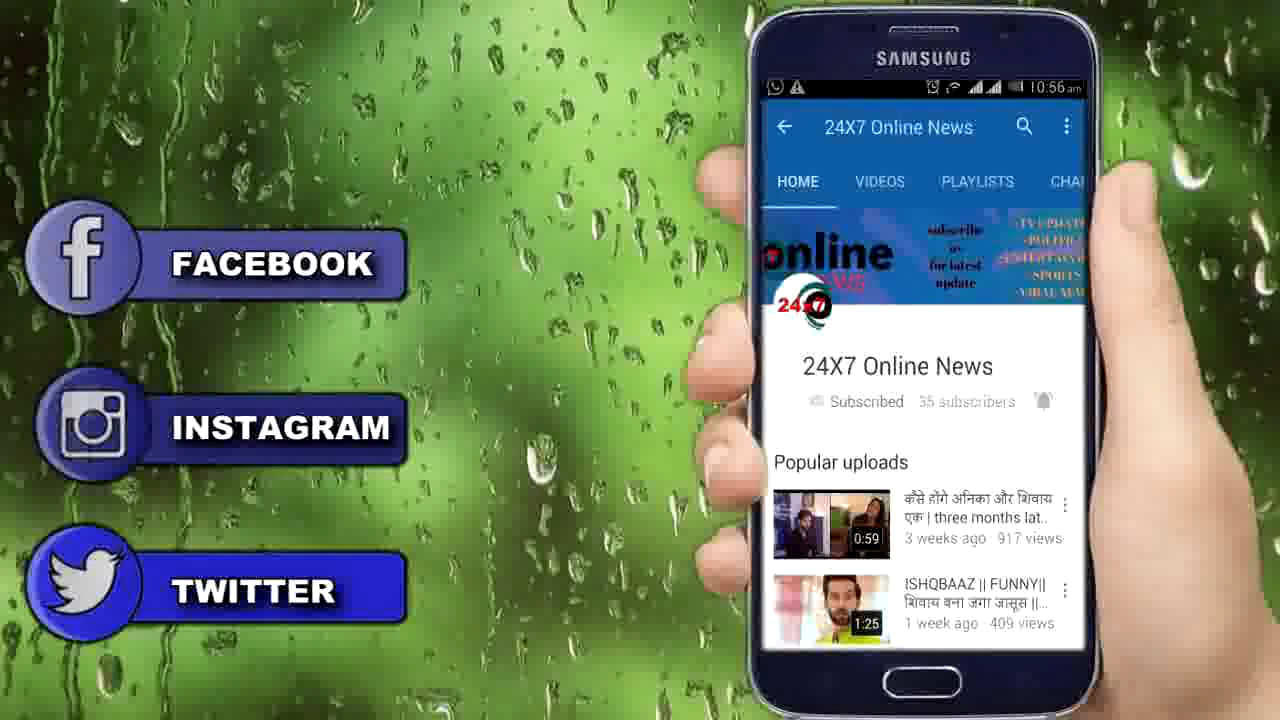 FACEBOOK
INSTAGRAM
TWITTER
SAMSUNG
10:56 am
24X7 Online News
HOME VIDEOS PLAYLISTS CHA
online
subscribe
for latest
update
SPORTS
24x7
24X7 Online News
Subscribed 35 subscribers
Popular uploads
कैसे होंगे अनिका और शिवाय
एक | three months lat..
3 weeks ago · 917 views
0:59
ISHQBAAZ || FUNNY||
शिवाय बना जगा जासूस ||...
1 week ago · 409 views
1:25